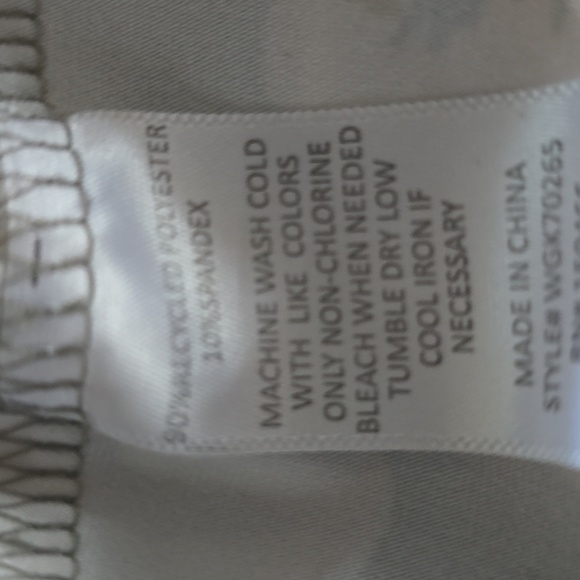 90%RECYCLED POLYESTER
10%SPANDEX
MACHINE WASH COLD
WITH LIKE COLORS
ONLY NON-CHLORINE
BLEACH WHEN NEEDED
TUMBLE DRY LOW
COOL IRON IF
NECESSARY
MADE IN CHINA
STYLE# WGK70265